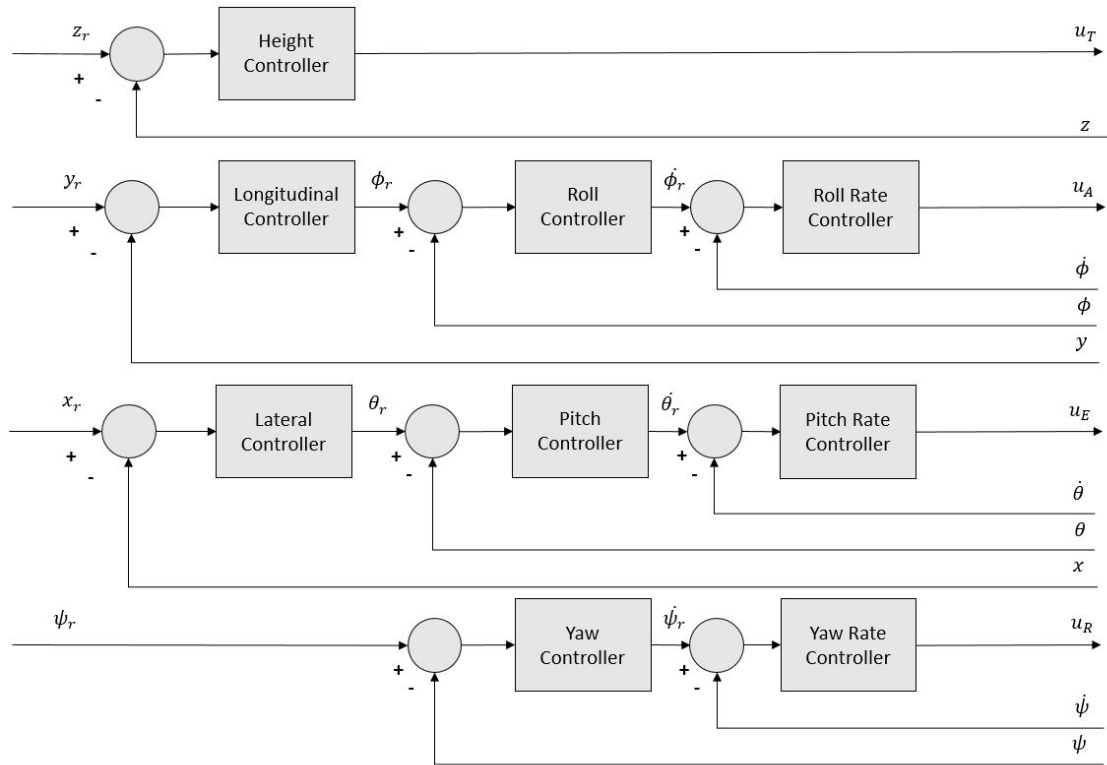 z_r
Height
Controller
u_T
+
-
z
y_r
Longitudinal
Controller
ϕ_r
Roll
Controller
ϕ̇_r
Roll Rate
Controller
u_A
+
-
+
-
+
-
ϕ̇
ϕ
y
x_r
Lateral
Controller
θ_r
Pitch
Controller
θ̇_r
Pitch Rate
Controller
u_E
+
-
+
-
+
-
θ̇
θ
x
ψ_r
Yaw
Controller
ψ̇_r
Yaw Rate
Controller
u_R
+
-
+
-
ψ̇
ψ